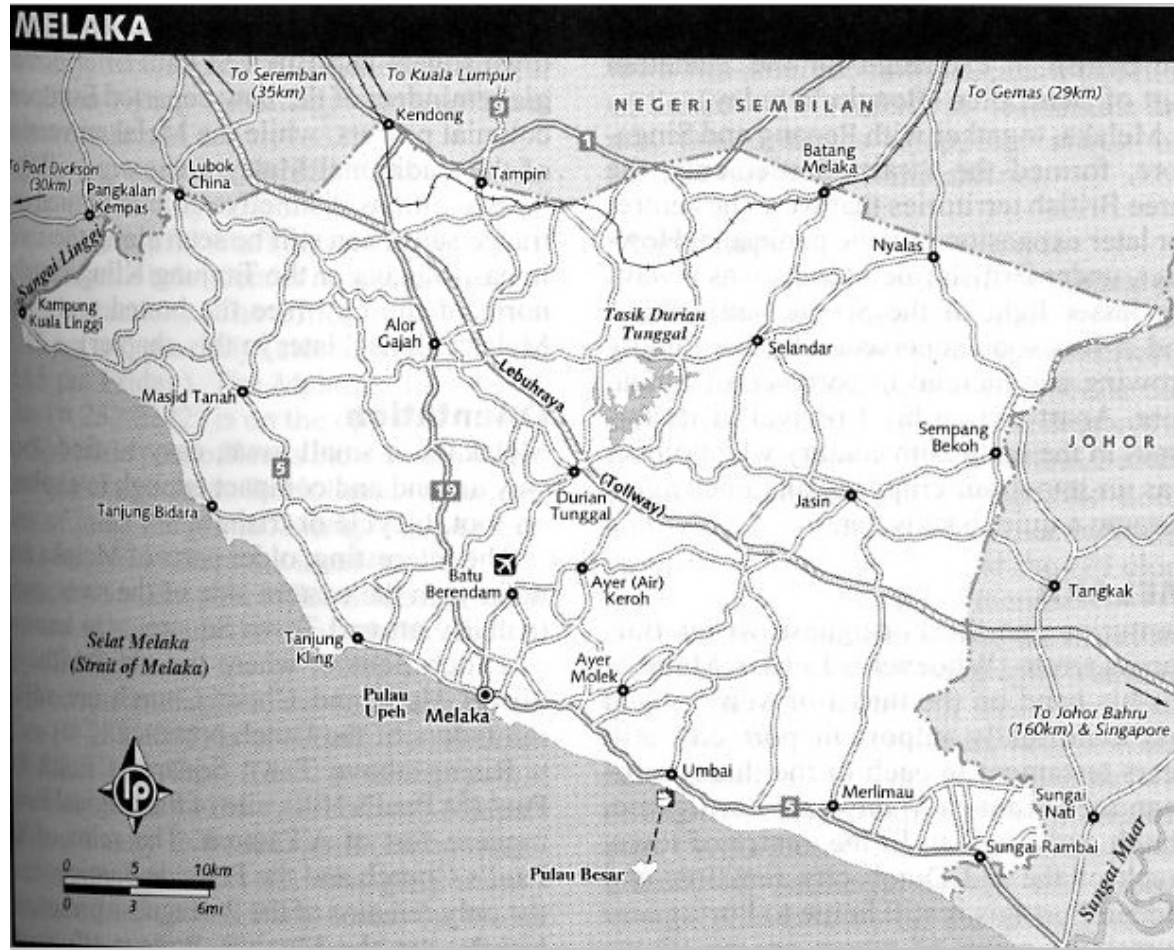 MELAKA
To Seremban
(35km)
To Kuala Lumpur
9
NEGERI SEMBILAN
To Gemas (29km)
Kendong
1
To Port Dickson
(30km)
Lubok
China
Pangkalan
Kempas
Tampin
Batang
Melaka
Sungai Linggi
Nyalas
Kampung
Kuala Linggi
Alor
Gajah
Tasik Durian
Tunggal
Selandar
Masjid Tanah
Lebuhraya
(Tollway)
Sempang
Bekoh
JOHOR
5
19
Durian
Tunggal
Jasin
Tanjung Bidara
Batu
Berendam
Ayer (Air)
Keroh
Tangkak
Selat Melaka
(Strait of Melaka)
Tanjung
Kling
Ayer
Molek
Pulau
Upeh
Melaka
To Johor Bahru
(160km) & Singapore
Umbai
Merlimau
5
Sungai
Nati
Sungai Rambai
Sungai Muar
Pulau Besar
lp
0 5 10km
0 3 6mi